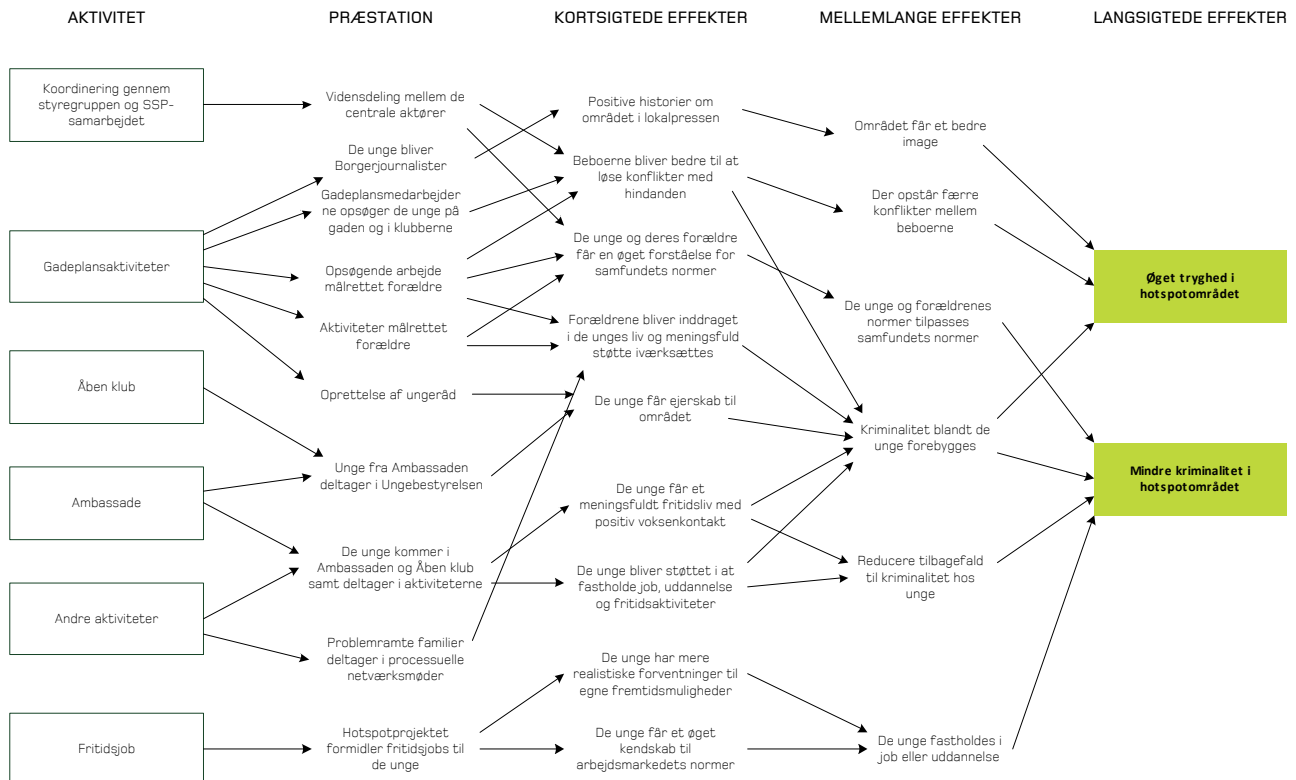 AKTIVITET
PRÆSTATION
KORTSIGTEDE EFFEKTER
MELLEMLANGE EFFEKTER
LANGSIGTEDE EFFEKTER
Koordinering gennem
styregruppen og SSP-
samarbejdet
Gadeplansaktiviteter
Åben klub
Ambassade
Andre aktiviteter
Fritidsjob
Vidensdeling mellem de
centrale aktører
De unge bliver
Borgerjournalister
Gadeplansmedarbejder
ne opsøger de unge på
gaden og i klubberne
Opsøgende arbejde
målrettet forældre
Aktiviteter målrettet
forældre
Oprettelse af ungeråd
Unge fra Ambassaden
deltager i Ungebestyrelsen
De unge kommer i
Ambassaden og Åben klub
samt deltager i aktiviteterne
Problemramte familier
deltager i processuelle
netværksmøder
Hotspotprojektet
formidler fritidsjobs til
de unge
Positive historier om
området i lokalpressen
Beboerne bliver bedre til at
løse konflikter med
hindanden
De unge og deres forældre
får en øget forståelse for
samfundets normer
Forældrene bliver inddraget
i de unges liv og meningsfuld
støtte iværksættes
De unge får ejerskab til
området
De unge får et
meningsfuldt fritidsliv med
positiv voksenkontakt
De unge bliver støttet i at
fastholde job, uddannelse
og fritidsaktiviteter
De unge har mere
realistiske forventninger til
egne fremtidsmuligheder
De unge får et øget
kendskab til
arbejdsmarkedets normer
Området får et bedre
image
Der opstår færre
konflikter mellem
beboerne
De unge og forældrenes
normer tilpasses
samfundets normer
Kriminalitet blandt de
unge forebygges
Reducere tilbagefald
til kriminalitet hos
unge
De unge fastholdes i
job eller uddannelse
Øget tryghed i
hotspotområdet
Mindre kriminalitet i
hotspotområdet